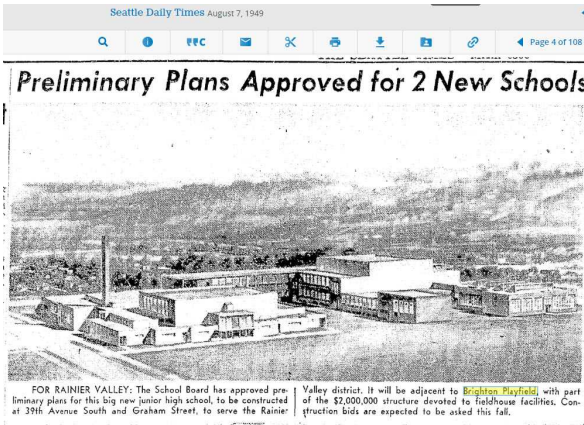 Seattle Daily Times August 7, 1949
Page 4 of 108
Preliminary Plans Approved for 2 New Schools
FOR RAINIER VALLEY: The School Board has approved pre-
liminary plans for this big new junior high school, to be constructed
at 39th Avenue South and Graham Street, to serve the Rainier
Valley district. It will be adjacent to Brighton Playfield, with part
of the $2,000,000 structure devoted to fieldhouse facilities. Con-
struction bids are expected to be asked this fall.